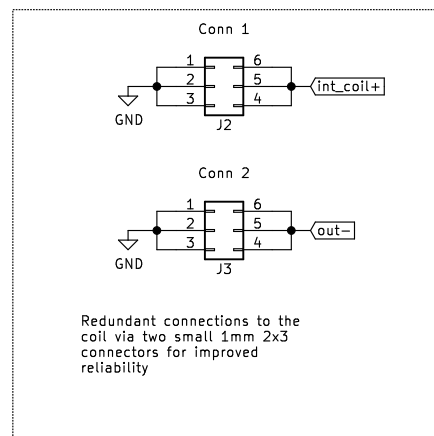 Conn 1
1 6
2 5 int_coil+
3 4
GND
J2
Conn 2
1 6
2 5 out-
3 4
GND
J3
Redundant connections to the
coil via two small 1mm 2x3
connectors for improved
reliability